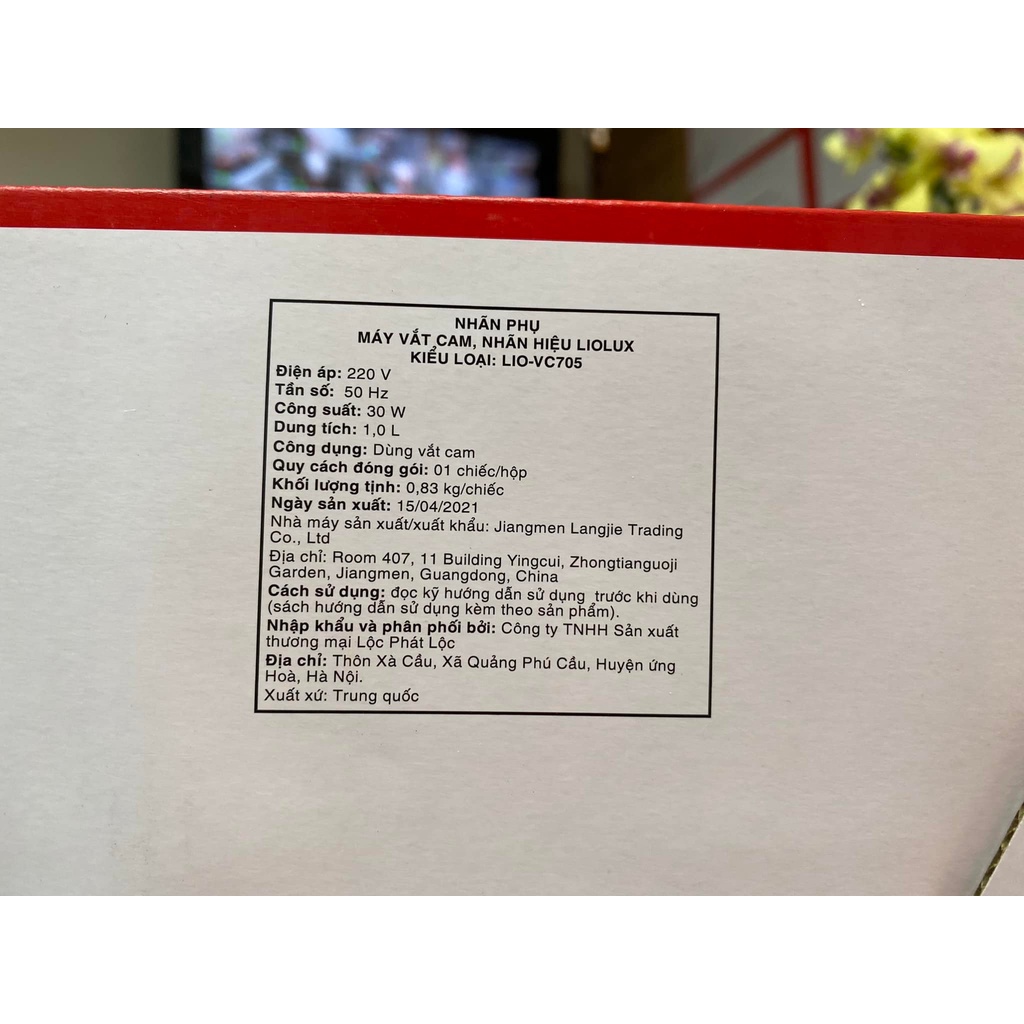 NHÃN PHỤ
MÁY VẮT CAM, NHÃN HIỆU LIOLUX
KIỂU LOẠI: LIO-VC705
Điện áp: 220 V
Tần số: 50 Hz
Công suất: 30 W
Dung tích: 1,0 L
Công dụng: Dùng vắt cam
Quy cách đóng gói: 01 chiếc/hộp
Khối lượng tịnh: 0,83 kg/chiếc
Ngày sản xuất: 15/04/2021
Nhà máy sản xuất/xuất khẩu: Jiangmen Langjie Trading
Co., Ltd
Địa chỉ: Room 407, 11 Building Yingcui, Zhongtianguoji
Garden, Jiangmen, Guangdong, China
Cách sử dụng: đọc kỹ hướng dẫn sử dụng trước khi dùng
(sách hướng dẫn sử dụng kèm theo sản phẩm).
Nhập khẩu và phân phối bởi: Công ty TNHH Sản xuất
thương mại Lộc Phát Lộc
Địa chỉ: Thôn Xà Cầu, Xã Quảng Phú Cầu, Huyện ứng
Hoà, Hà Nội.
Xuất xứ: Trung quốc